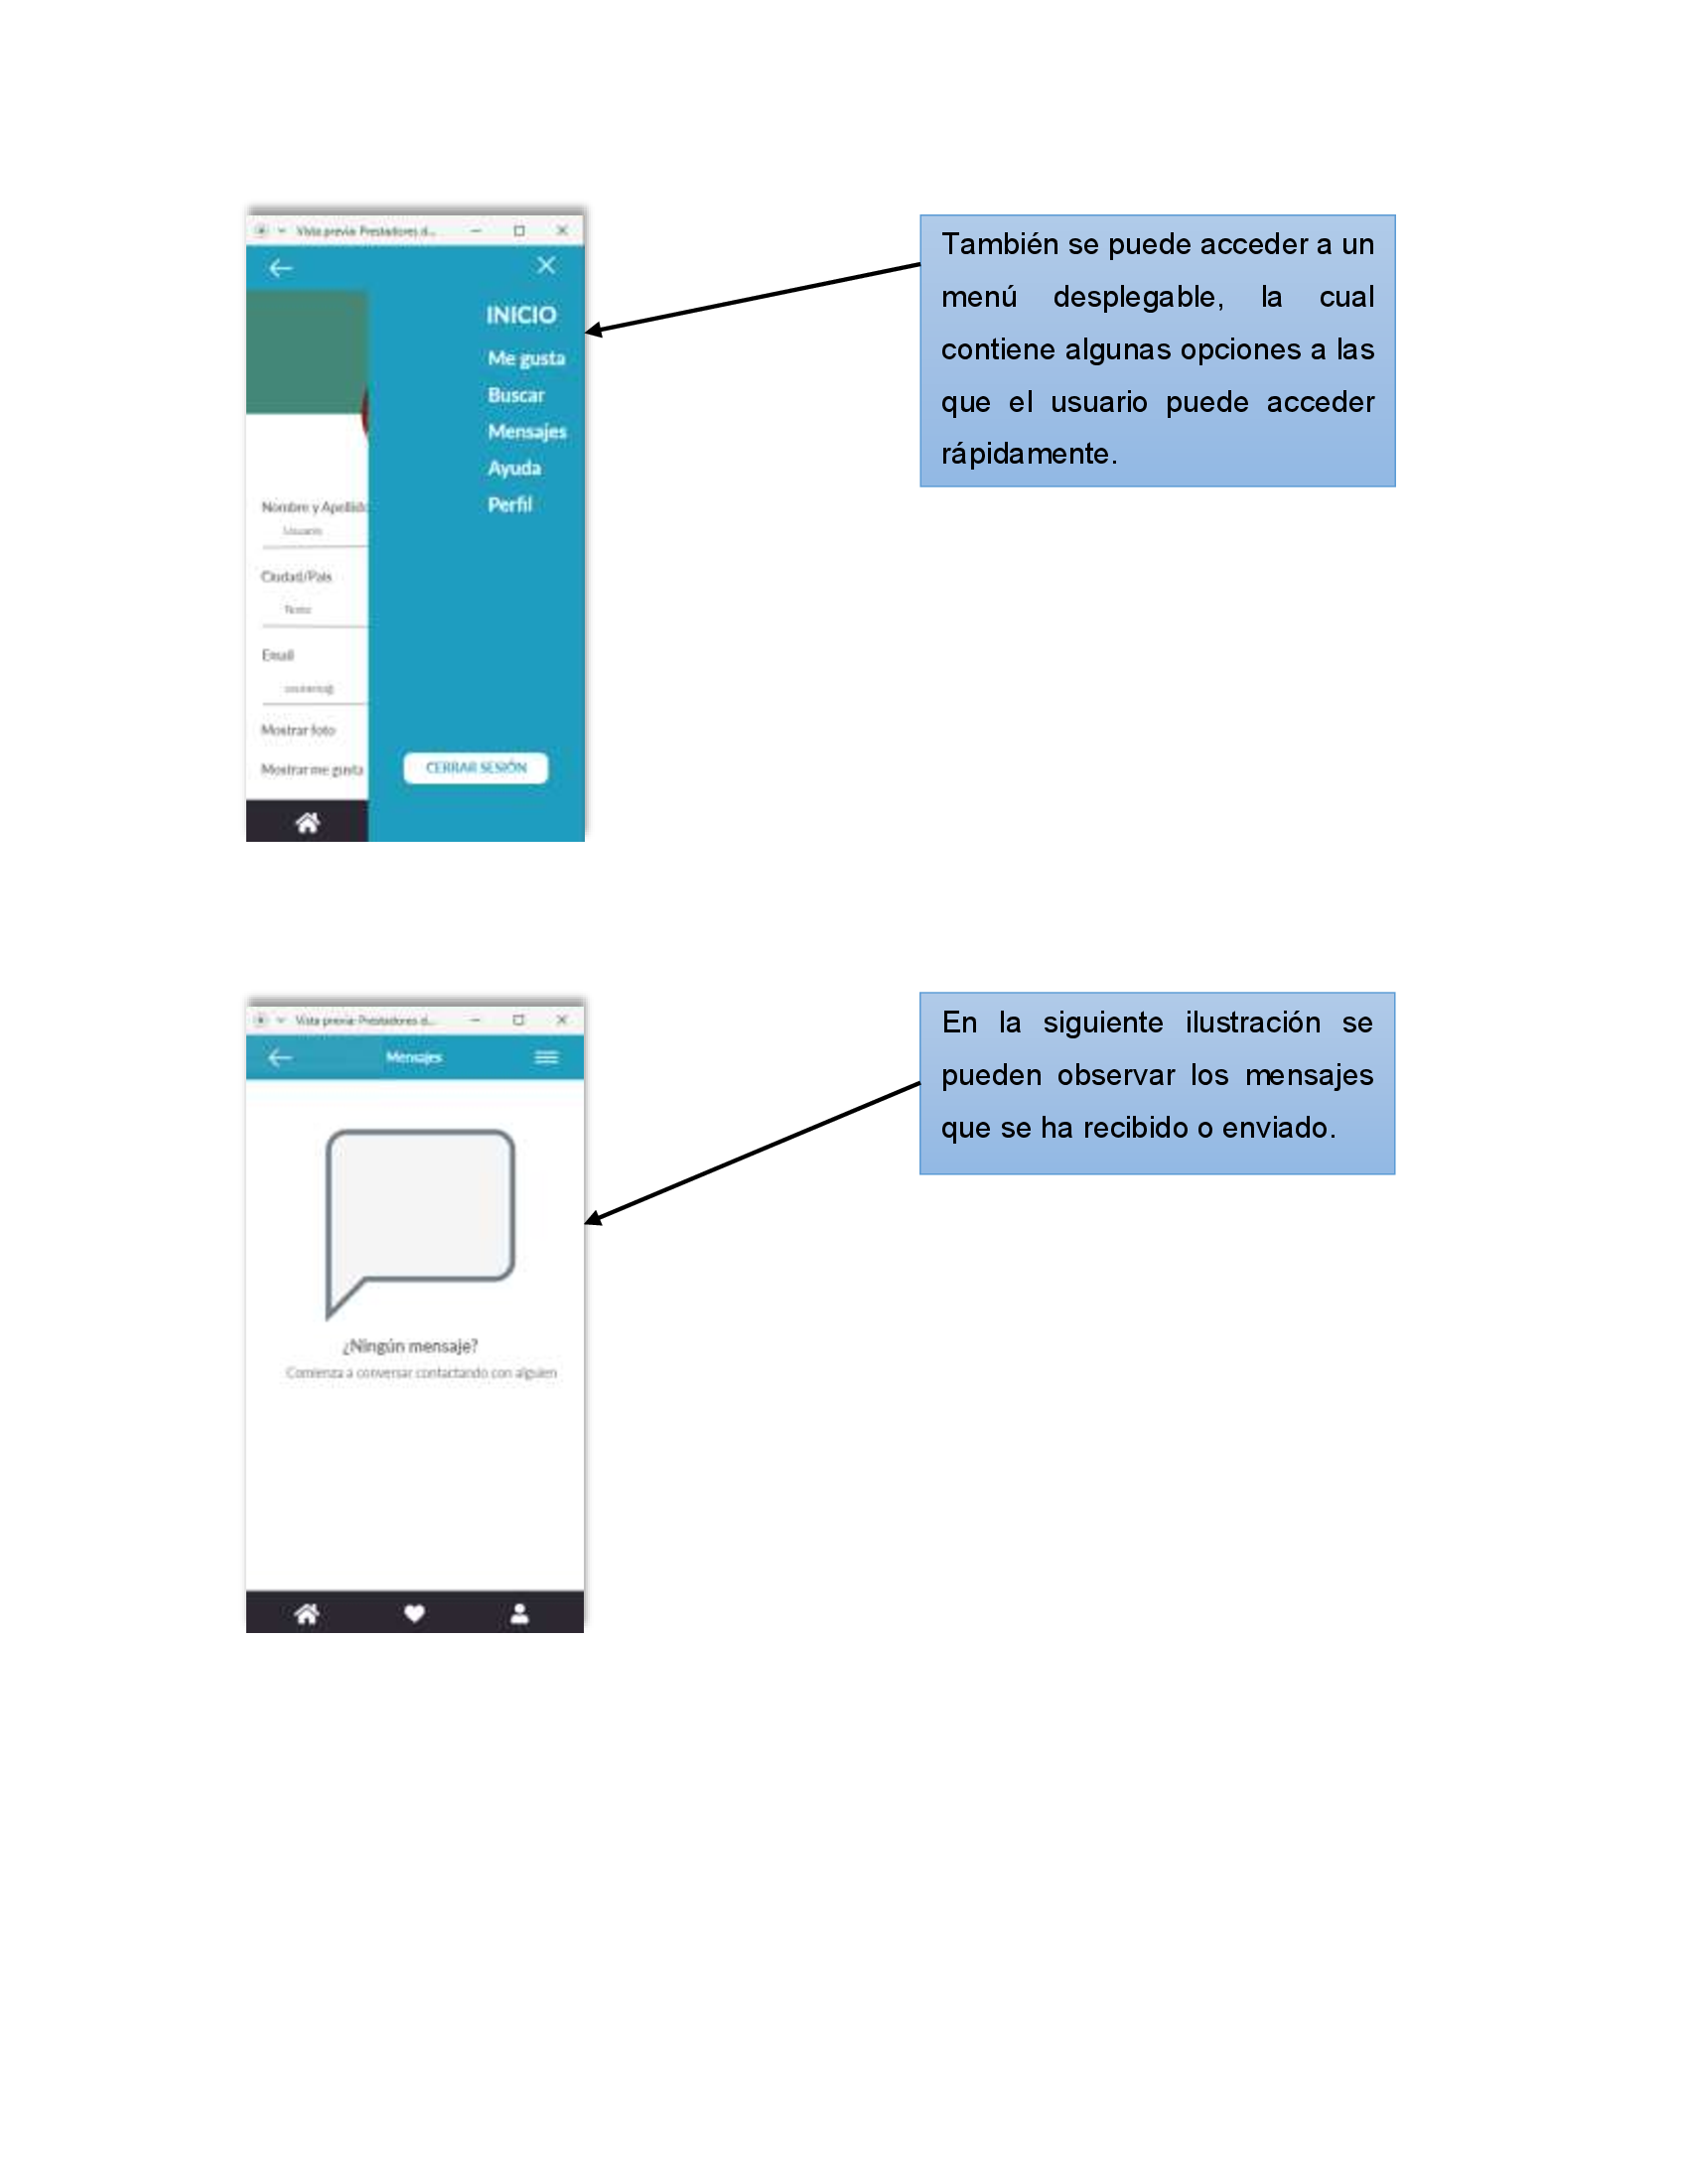 Vista previa: Prestadores d...
INICIO
Me gusta
Buscar
Mensajes
Ayuda
Perfil
Nombre y Apellido
Usuario
Ciudad/País
Texto
Email
Mostrar foto
Mostrar me gusta
CERRAR SESIÓN
También se puede acceder a un
menú desplegable, la cual
contiene algunas opciones a las
que el usuario puede acceder
rápidamente.
Vista previa: Prestadores d...
Mensajes
¿Ningún mensaje?
Comienza a conversar contactando con alguien
En la siguiente ilustración se
pueden observar los mensajes
que se ha recibido o enviado.